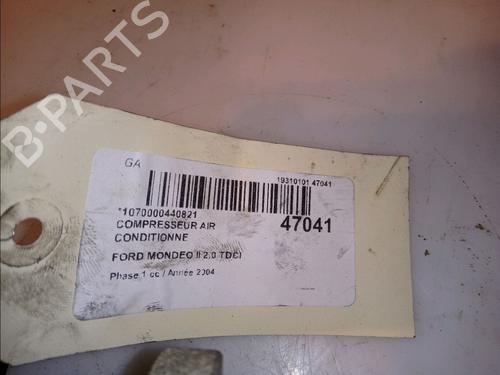 B-PARTS
GA
19310101 47041
*1070000440821
47041
COMPRESSEUR AIR
CONDITIONNE
FORD MONDEO II 2.0 TDCI
Phase 1 cc / Année 2004